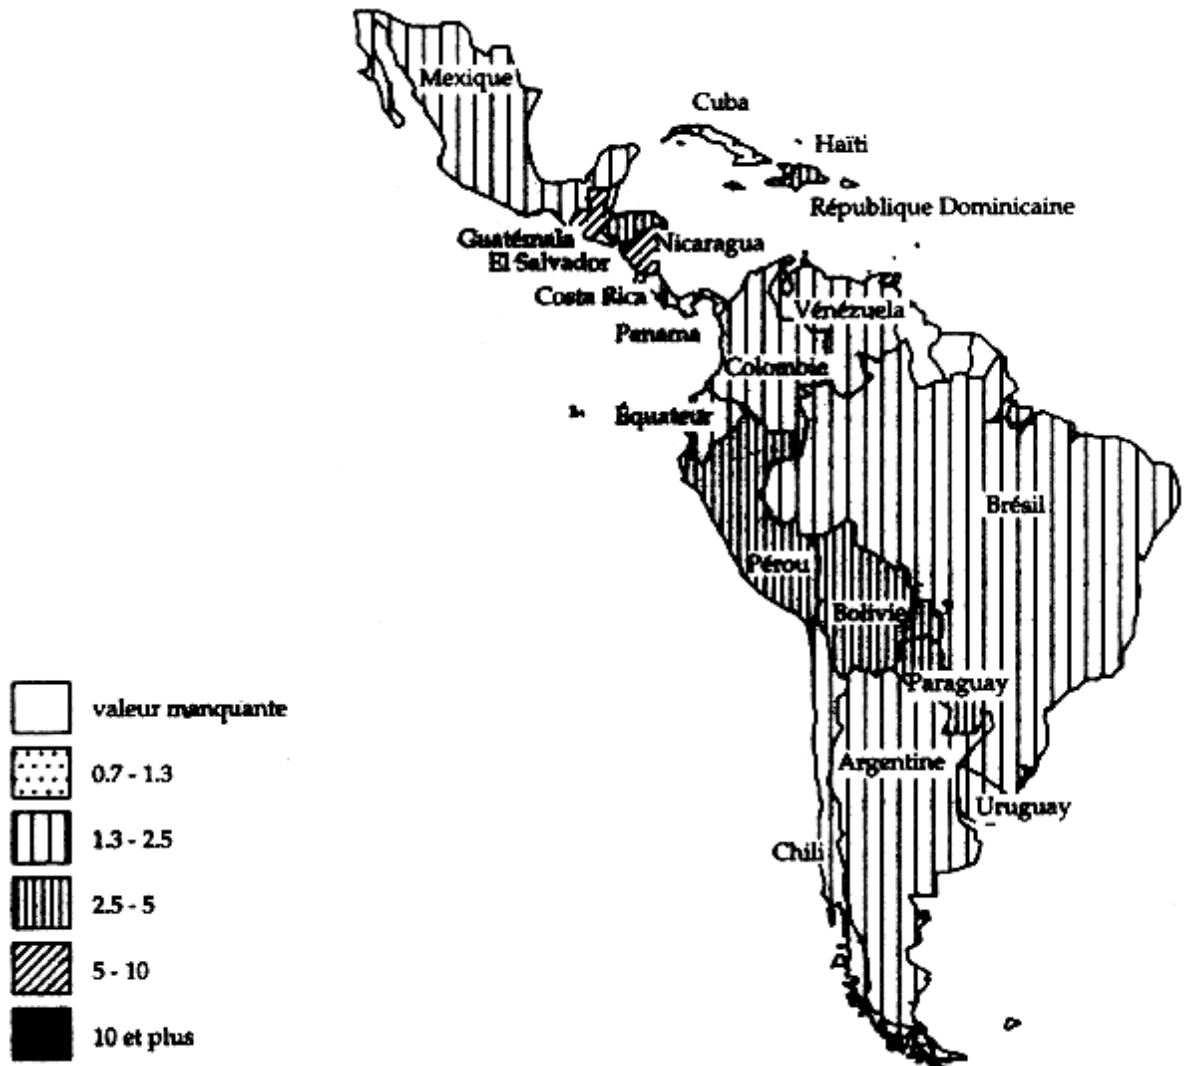 Mexique
Cuba
Haïti
République Dominicaine
Guatémala
Nicaragua
El Salvador
Costa Rica
Panama
Vénézuela
Colombie
Équateur
Brésil
Pérou
Bolivie
Paraguay
Argentine
Uruguay
Chili
valeur manquante
0.7 - 1.3
1.3 - 2.5
2.5 - 5
5 - 10
10 et plus